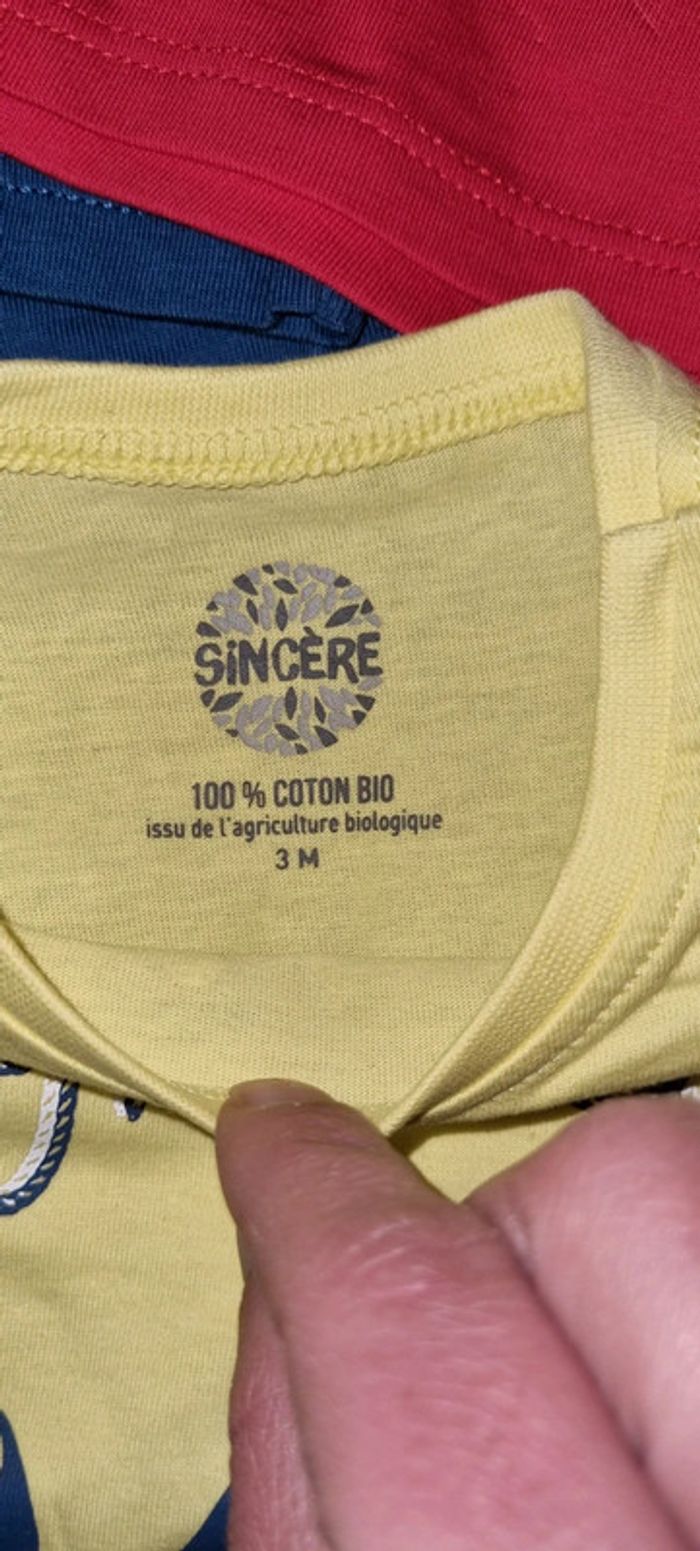 SiNCÈRE
100 % COTON BIO
issu de l'agriculture biologique
3 M